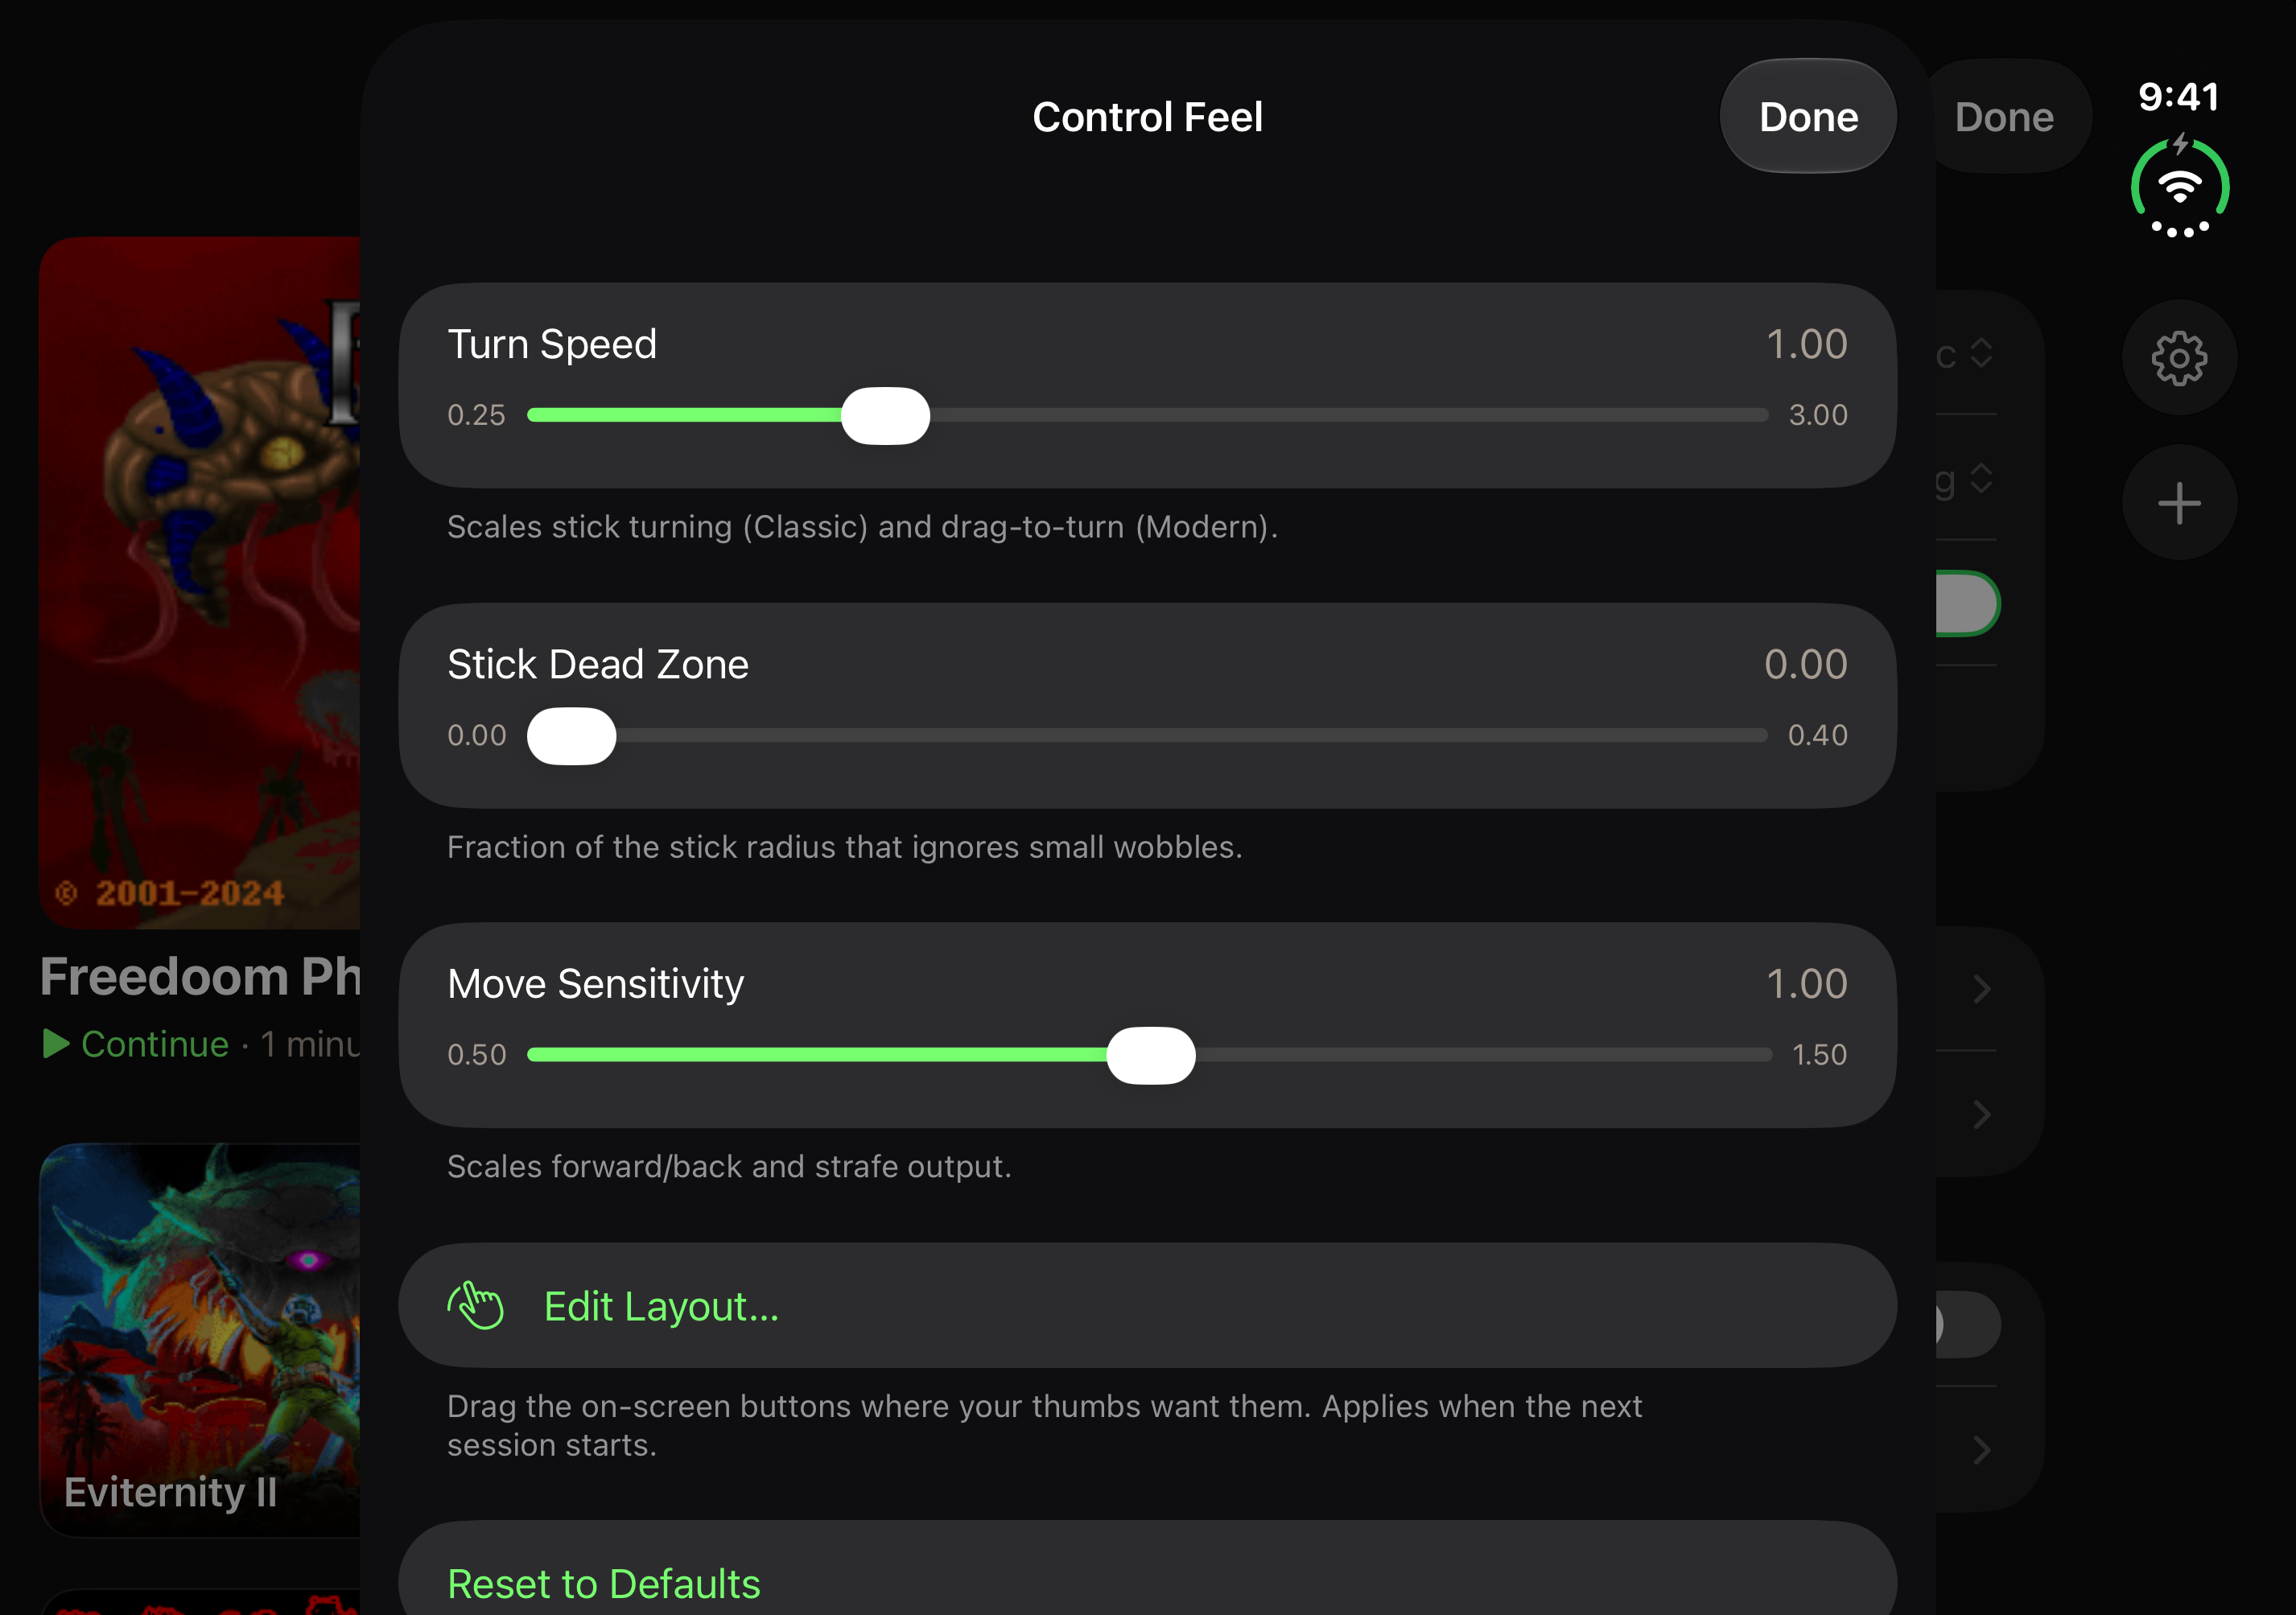 Control Feel
Done
Done
9:41
Turn Speed
1.00
0.25
3.00
Scales stick turning (Classic) and drag-to-turn (Modern).
Stick Dead Zone
0.00
0.00
0.40
Fraction of the stick radius that ignores small wobbles.
Move Sensitivity
1.00
0.50
1.50
Scales forward/back and strafe output.
Edit Layout...
Drag the on-screen buttons where your thumbs want them. Applies when the next
session starts.
Reset to Defaults
© 2001-2024
Freedoom Ph
Continue · 1 minu
Eviternity II
c
g